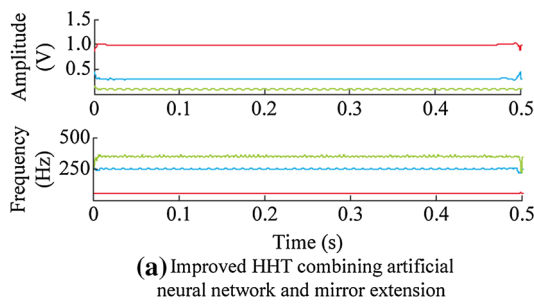 Amplitude
(V)
1.5
1.0
0.5
0 0.1 0.2 0.3 0.4 0.5
Frequency
(Hz)
500
250
0 0.1 0.2 0.3 0.4 0.5
Time (s)
(a) Improved HHT combining artificial
neural network and mirror extension